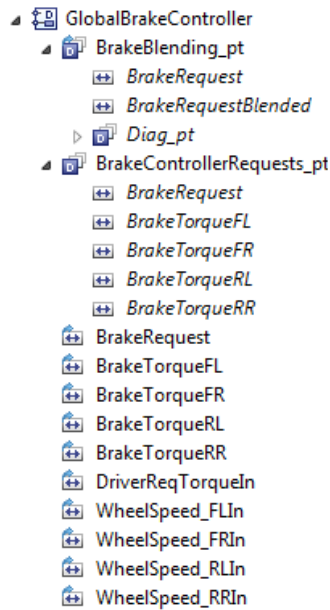 GlobalBrakeController
BrakeBlending_pt
BrakeRequest
BrakeRequestBlended
Diag_pt
BrakeControllerRequests_pt
BrakeRequest
BrakeTorqueFL
BrakeTorqueFR
BrakeTorqueRL
BrakeTorqueRR
BrakeRequest
BrakeTorqueFL
BrakeTorqueFR
BrakeTorqueRL
BrakeTorqueRR
DriverReqTorqueIn
WheelSpeed_FLIn
WheelSpeed_FRIn
WheelSpeed_RLIn
WheelSpeed_RRIn